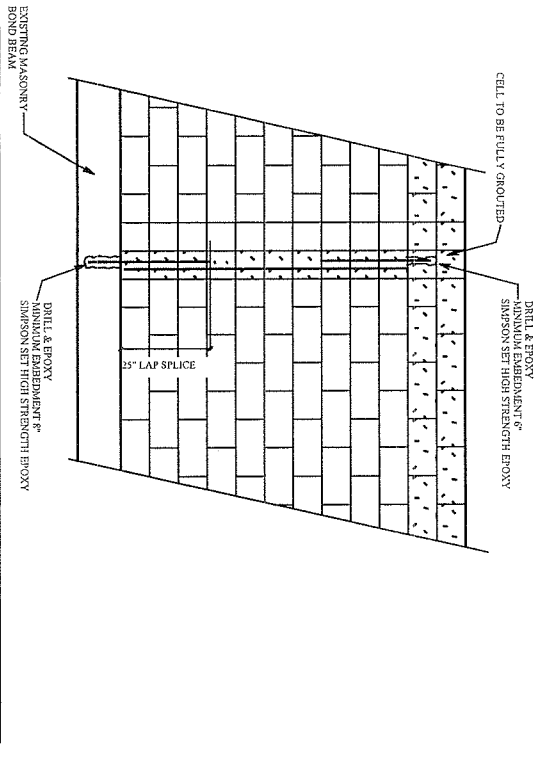 CELL TO BE FULLY GROUTED
DRILL & EPOXY
MINIMUM EMBEDMENT 6"
SIMPSON SET HIGH STRENGTH EPOXY
25" LAP SPLICE
EXISTING MASONRY
BOND BEAM
DRILL & EPOXY
MINIMUM EMBEDMENT 8"
SIMPSON SET HIGH STRENGTH EPOXY